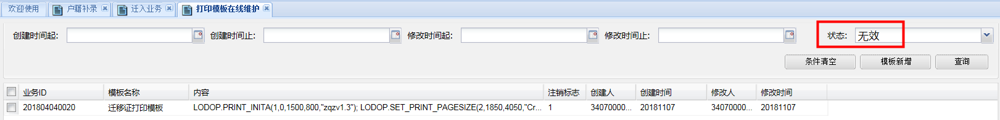 欢迎使用 户籍补录 迁入业务 打印模板在线维护
创建时间起: 创建时间止: 修改时间起: 修改时间止: 状态: 无效
条件清空 模板新增 查询
业务ID 模板名称 内容 注销标志 创建人 创建时间 修改人 修改时间
201804040020 迁移证打印模板 LODOP.PRINT_INITA(1,0,1500,800,"zqzv1.3"); LODOP.SET_PRINT_PAGESIZE(2,1850,4050,"Cr... 1 34070000... 20181107 34070000... 20181107